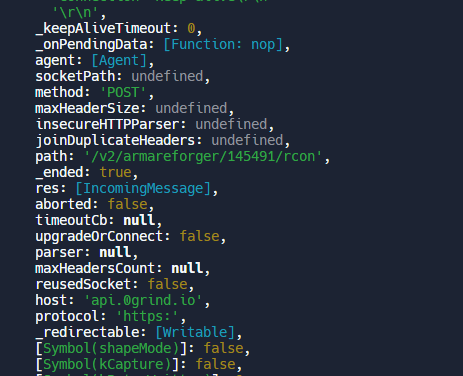 '\r\n',
_keepAliveTimeout: 0,
_onPendingData: [Function: nop],
agent: [Agent],
socketPath: undefined,
method: 'POST',
maxHeaderSize: undefined,
insecureHTTPParser: undefined,
joinDuplicateHeaders: undefined,
path: '/v2/armareforger/145491/rcon',
_ended: true,
res: [IncomingMessage],
aborted: false,
timeoutCb: null,
upgradeOrConnect: false,
parser: null,
maxHeadersCount: null,
reusedSocket: false,
host: 'api.0grind.io',
protocol: 'https:',
_redirectable: [Writable],
[Symbol(shapeMode)]: false,
[Symbol(kCapture)]: false,